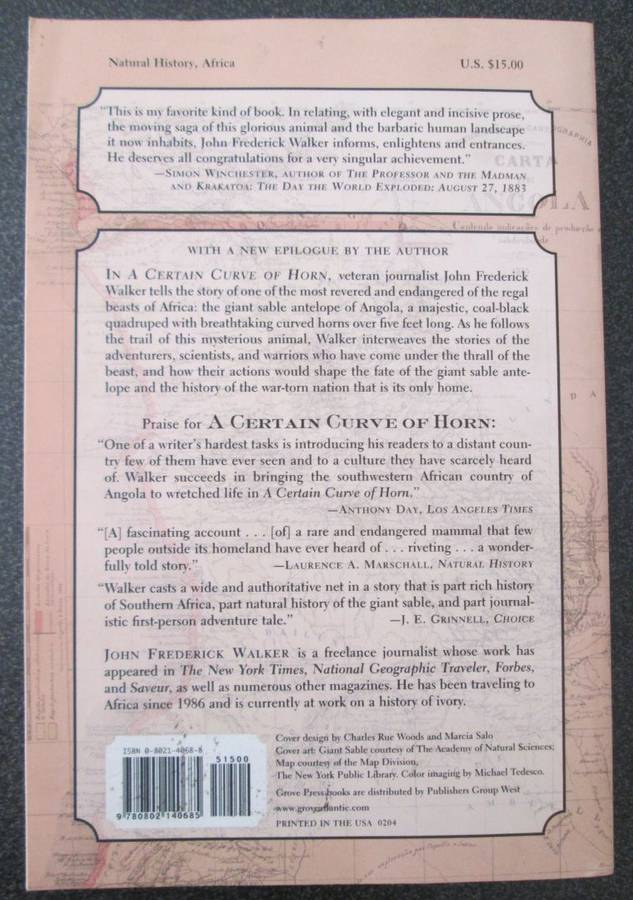 Natural History, Africa
U.S. $15.00
"This is my favorite kind of book. In relating, with elegant and incisive prose,
the moving saga of this glorious animal and the barbaric human landscape
it now inhabits, John Frederick Walker informs, enlightens and entrances.
He deserves all congratulations for a very singular achievement."
—SIMON WINCHESTER, AUTHOR OF THE PROFESSOR AND THE MADMAN
AND KRAKATOA: THE DAY THE WORLD EXPLODED: AUGUST 27, 1883
CARTA
ANGOLA
WITH A NEW EPILOGUE BY THE AUTHOR
IN A CERTAIN CURVE OF HORN, veteran journalist John Frederick
Walker tells the story of one of the most revered and endangered of the regal
beasts of Africa: the giant sable antelope of Angola, a majestic, coal-black
quadruped with breathtaking curved horns over five feet long. As he follows
the trail of this mysterious animal, Walker interweaves the stories of the
adventurers, scientists, and warriors who have come under the thrall of the
beast, and how their actions would shape the fate of the giant sable ante-
lope and the history of the war-torn nation that is its only home.
Praise for A CERTAIN CURVE OF HORN:
"One of a writer's hardest tasks is introducing his readers to a distant coun-
try few of them have ever seen and to a culture they have scarcely heard
of. Walker succeeds in bringing the southwestern African country of
Angola to wretched life in A Certain Curve of Horn."
—ANTHONY DAY, LOS ANGELES TIMES
"[A] fascinating account . . . [of] a rare and endangered mammal that few
people outside its homeland have ever heard of . . . riveting . . . a wonder-
fully told story." —LAURENCE A. MARSCHALL, NATURAL HISTORY
"Walker casts a wide and authoritative net in a story that is part rich history
of Southern Africa, part natural history of the giant sable, and part journal-
istic first-person adventure tale." —J. E. GRINNELL, CHOICE
JOHN FREDERICK WALKER is a freelance journalist whose work has
appeared in The New York Times, National Geographic Traveler, Forbes,
and Saveur, as well as numerous other magazines. He has been traveling to
Africa since 1986 and is currently at work on a history of ivory.
ISBN 0-8021-4068-8
51500
9 780802 140685
Cover design by Charles Rue Woods and Marcia Salo
Cover art: Giant Sable courtesy of The Academy of Natural Sciences;
Map courtesy of the Map Division,
The New York Public Library. Color imaging by Michael Tedesco.
Grove Press books are distributed by Publishers Group West
www.groveatlantic.com
PRINTED IN THE USA 0204